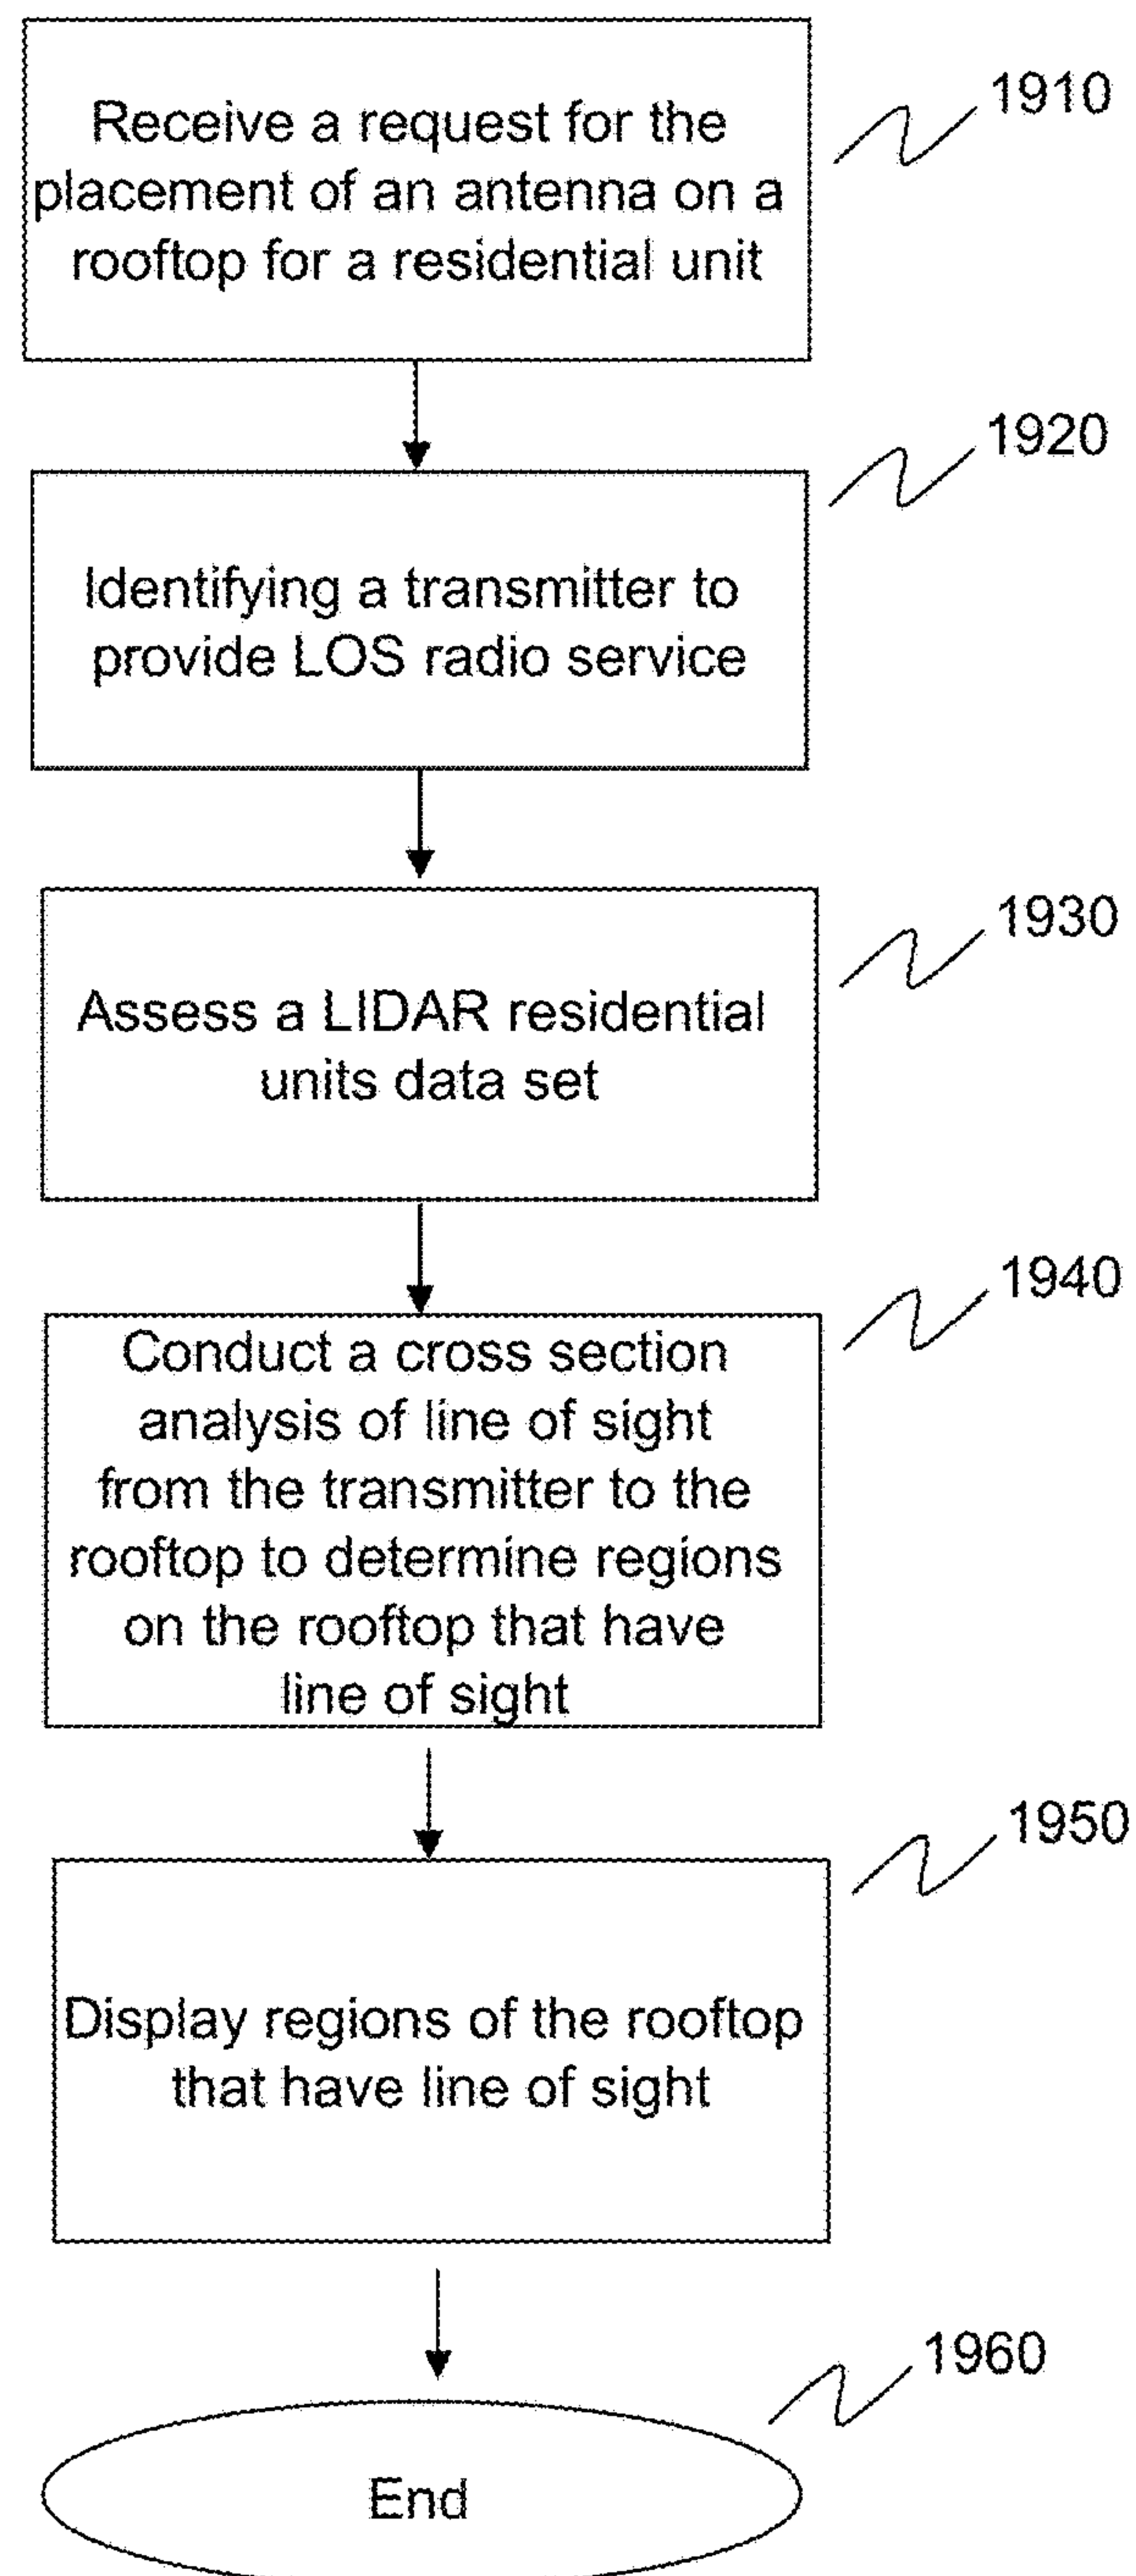 Receive a request for the
placement of an antenna on a
rooftop for a residential unit
1910
Identifying a transmitter to
provide LOS radio service
1920
Assess a LIDAR residential
units data set
1930
Conduct a cross section
analysis of line of sight
from the transmitter to the
rooftop to determine regions
on the rooftop that have
line of sight
1940
Display regions of the rooftop
that have line of sight
1950
End
1960